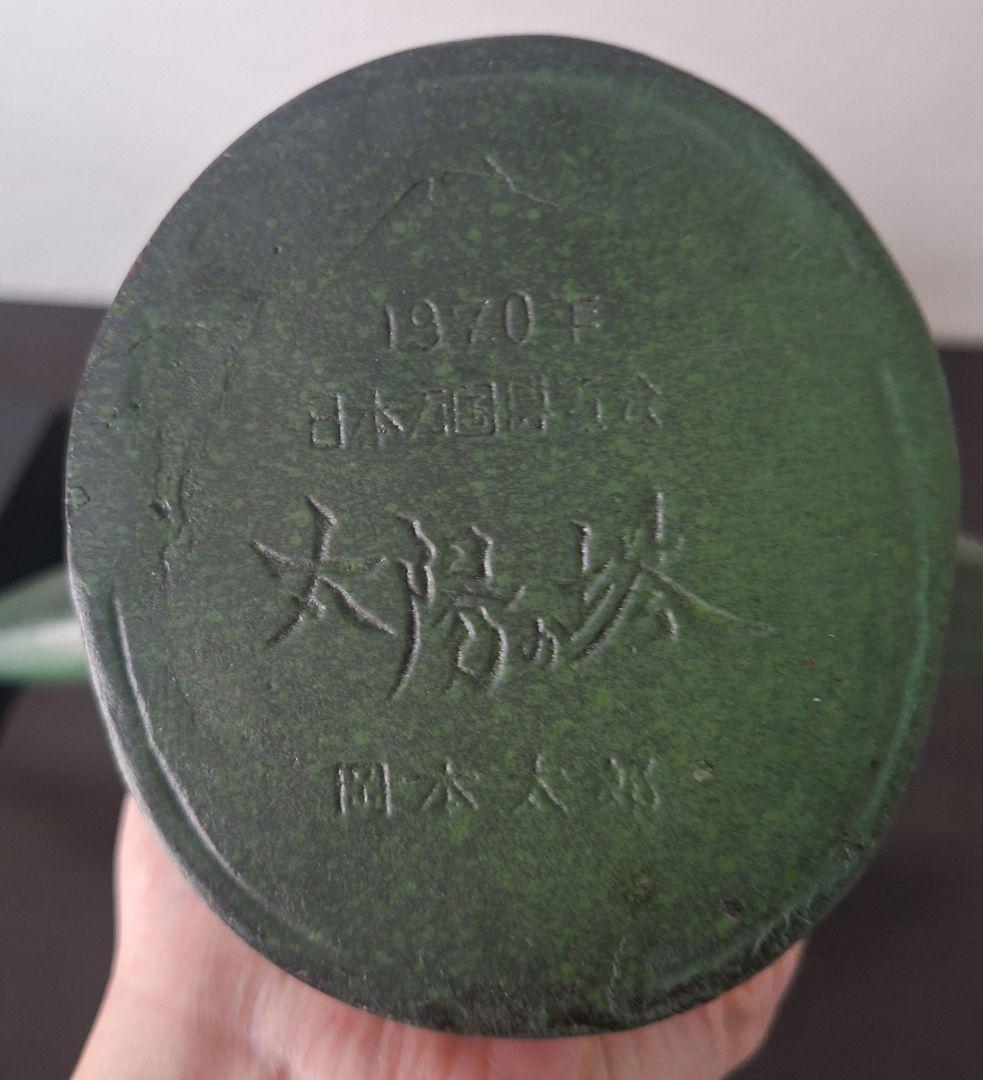 1970年
日本万国博覧会
太陽の塔
岡本太郎